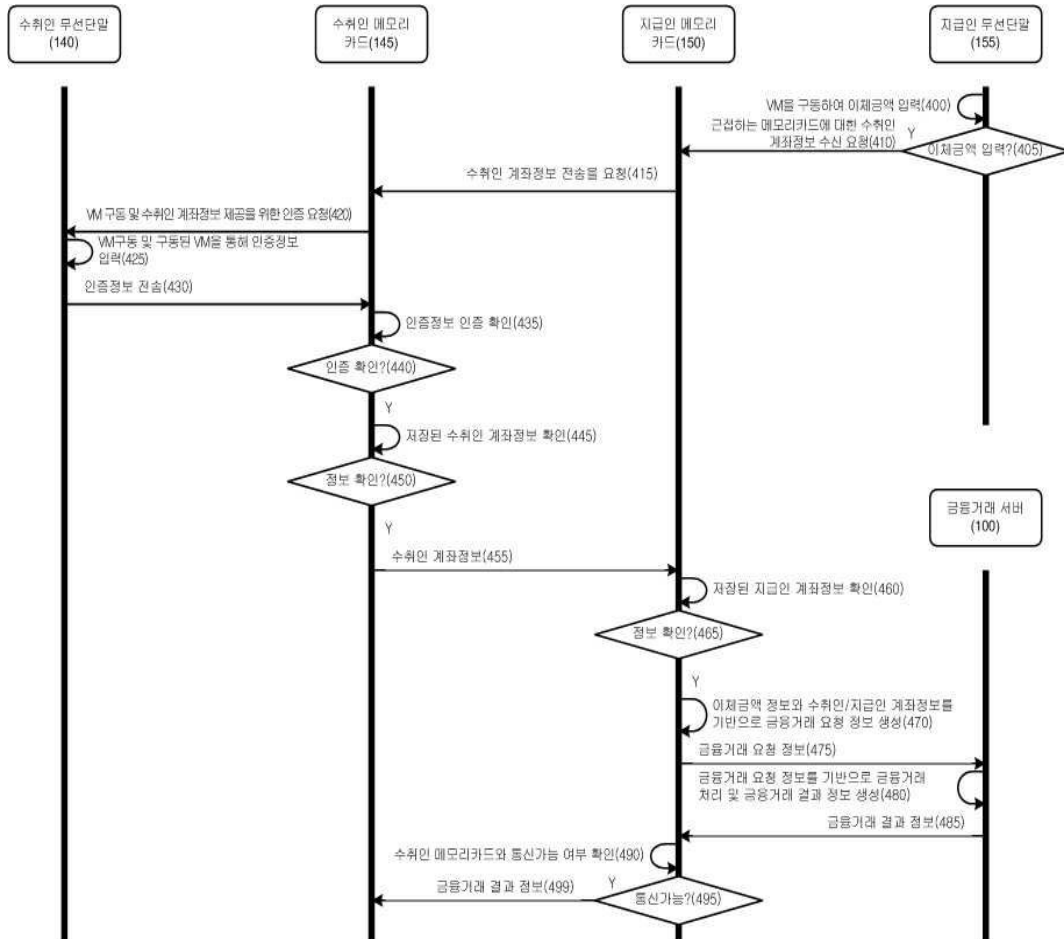 수취인 무선단말
(140)
수취인 메모리
카드(145)
지급인 메모리
카드(150)
지급인 무선단말
(155)
VM을 구동하여 이체금액 입력(400)
근접하는 메모리카드에 대한 수취인
계좌정보 수신 요청(410)
Y
이체금액 입력?(405)
수취인 계좌정보 전송을 요청(415)
VM 구동 및 수취인 계좌정보 제공을 위한 인증 요청(420)
VM구동 및 구동된 VM을 통해 인증정보
입력(425)
인증정보 전송(430)
인증정보 인증 확인(435)
인증 확인?(440)
Y
저장된 수취인 계좌정보 확인(445)
정보 확인?(450)
Y
금융거래 서버
(100)
수취인 계좌정보(455)
저장된 지급인 계좌정보 확인(460)
정보 확인?(465)
Y
이체금액 정보와 수취인/지급인 계좌정보를
기반으로 금융거래 요청 정보 생성(470)
금융거래 요청 정보(475)
금융거래 요청 정보를 기반으로 금융거래
처리 및 금융거래 결과 정보 생성(480)
금융거래 결과 정보(485)
수취인 메모리카드와 통신가능 여부 확인(490)
금융거래 결과 정보(499)
Y
통신가능?(495)